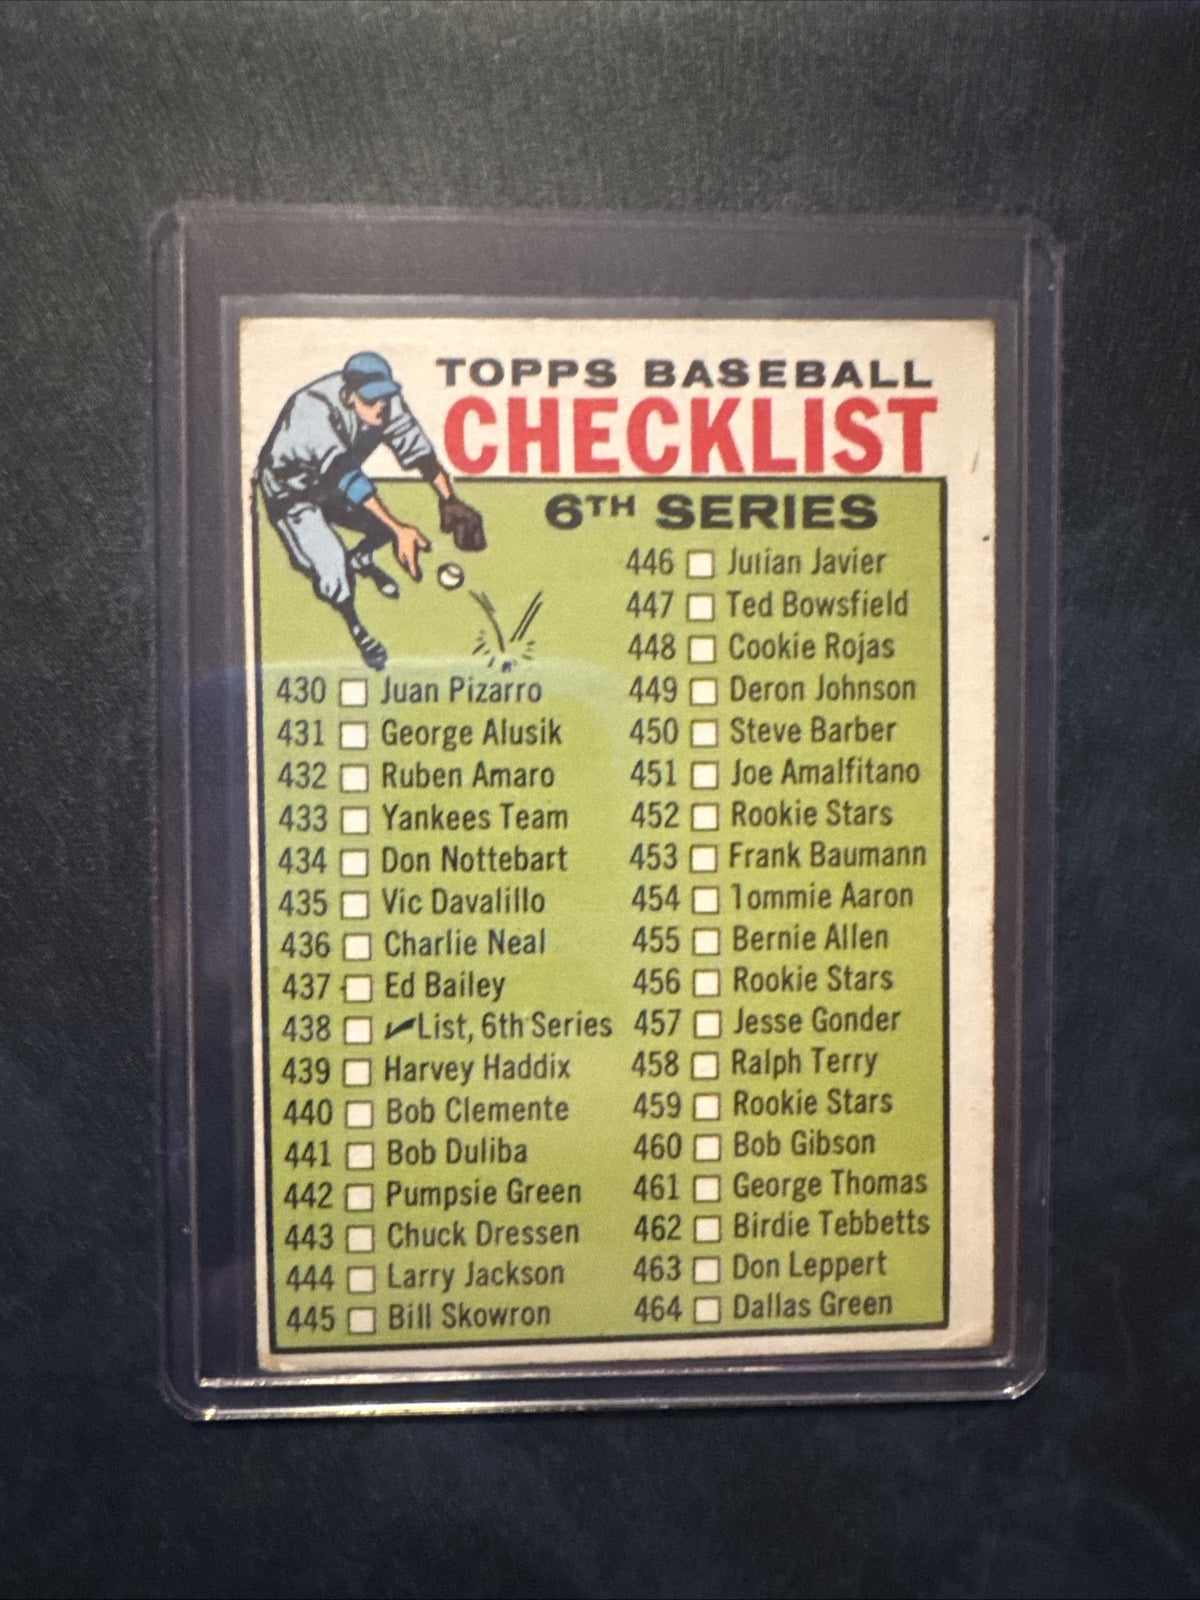 TOPPS BASEBALL
CHECKLIST
6TH SERIES
430 Juan Pizarro
431 George Alusik
432 Ruben Amaro
433 Yankees Team
434 Don Nottebart
435 Vic Davalillo
436 Charlie Neal
437 Ed Bailey
438 ✓List, 6th Series
439 Harvey Haddix
440 Bob Clemente
441 Bob Duliba
442 Pumpsie Green
443 Chuck Dressen
444 Larry Jackson
445 Bill Skowron
446 Julian Javier
447 Ted Bowsfield
448 Cookie Rojas
449 Deron Johnson
450 Steve Barber
451 Joe Amalfitano
452 Rookie Stars
453 Frank Baumann
454 Tommie Aaron
455 Bernie Allen
456 Rookie Stars
457 Jesse Gonder
458 Ralph Terry
459 Rookie Stars
460 Bob Gibson
461 George Thomas
462 Birdie Tebbetts
463 Don Leppert
464 Dallas Green